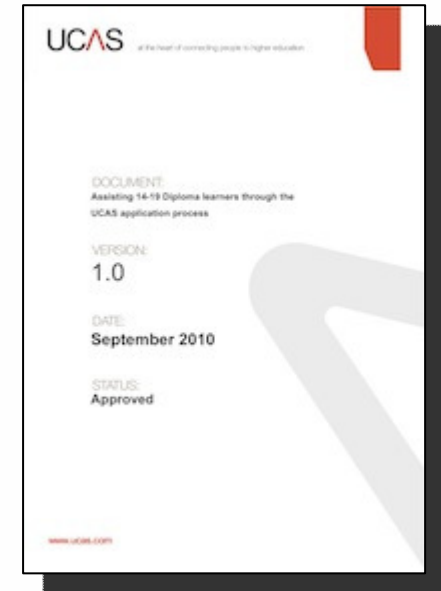 UCAS at the heart of connecting people to higher education
DOCUMENT:
Assisting 14-19 Diploma learners through the
UCAS application process
VERSION:
1.0
DATE:
September 2010
STATUS:
Approved
www.ucas.com